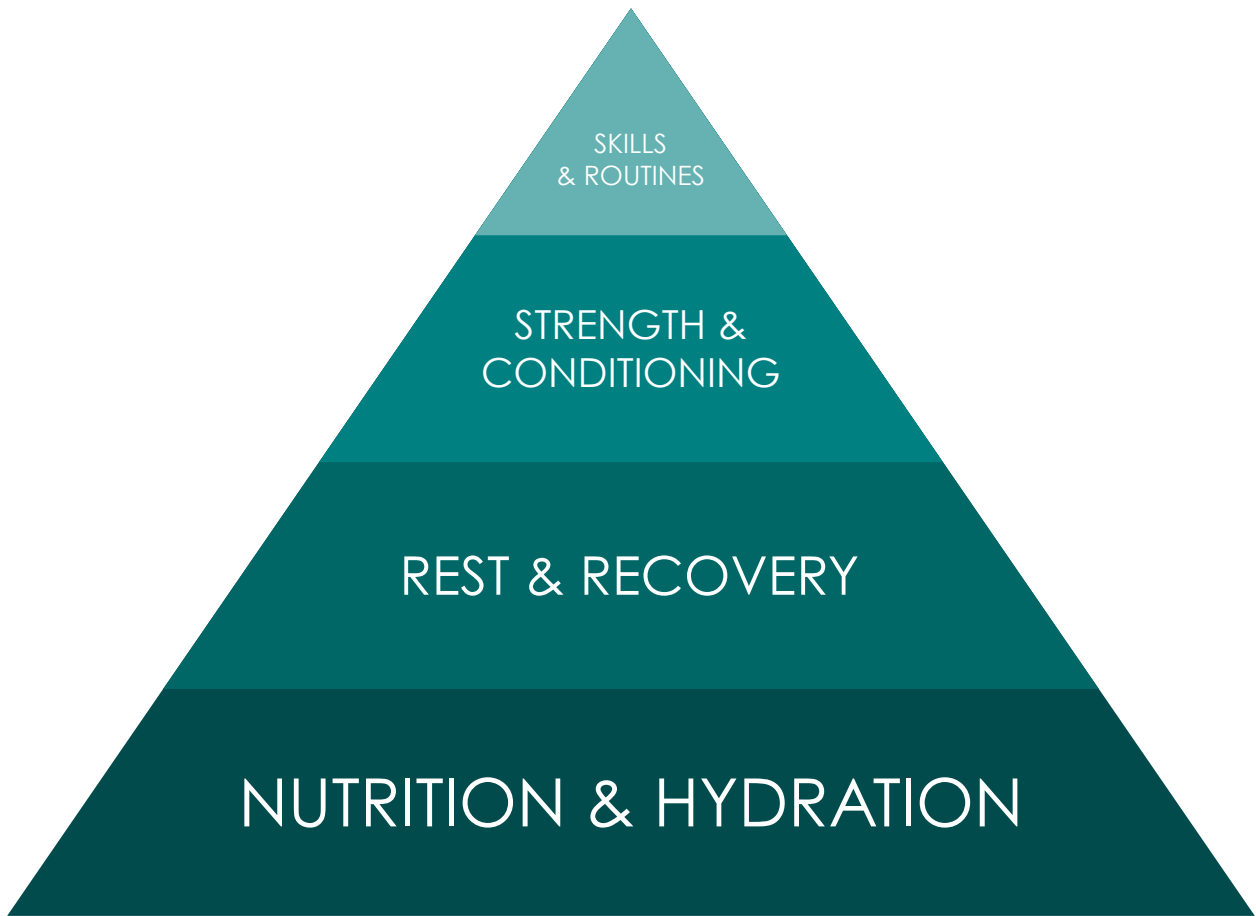 SKILLS
& ROUTINES
STRENGTH &
CONDITIONING
REST & RECOVERY
NUTRITION & HYDRATION